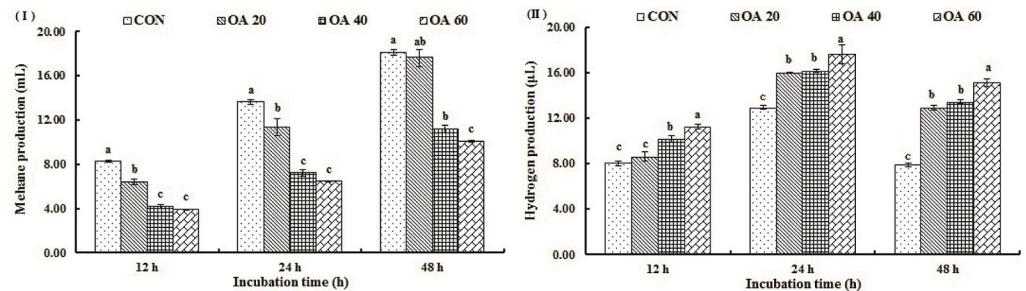 (I)
CON OA 20 OA 40 OA 60
Mehane production (mL)
20.00
16.00
12.00
8.00
4.00
0.00
a b c c
a b c c
a ab b c
12 h 24 h 48 h
Incubation time (h)
(II)
CON OA 20 OA 40 OA 60
Hydrogen production (μL)
20.00
16.00
12.00
8.00
4.00
0.00
c c b a
c b b a
c b b a
12 h 24 h 48 h
Incubation time (h)